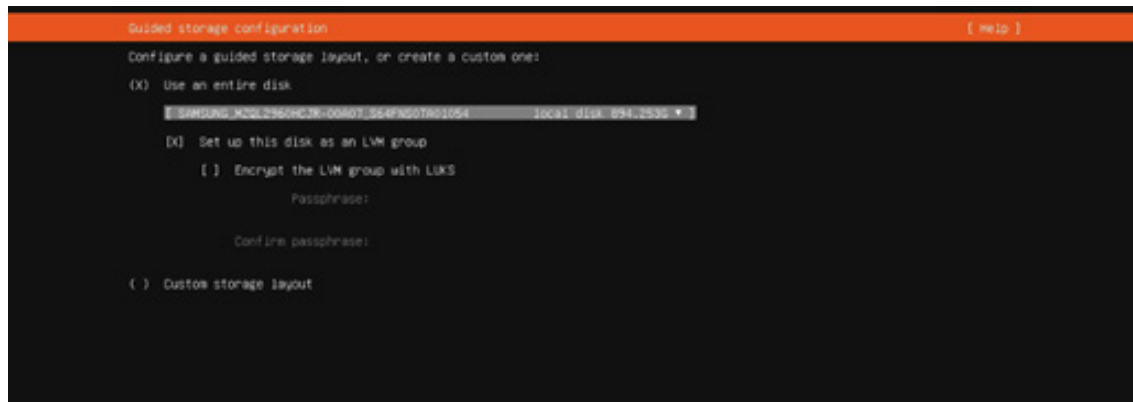 Guided storage configuration [ Help ]
Configure a guided storage layout, or create a custom one:
(X) Use an entire disk
[ local disk 894.253G ▾ ]
[X] Set up this disk as an LVM group
[ ] Encrypt the LVM group with LUKS
Passphrase:
Confirm passphrase:
( ) Custom storage layout